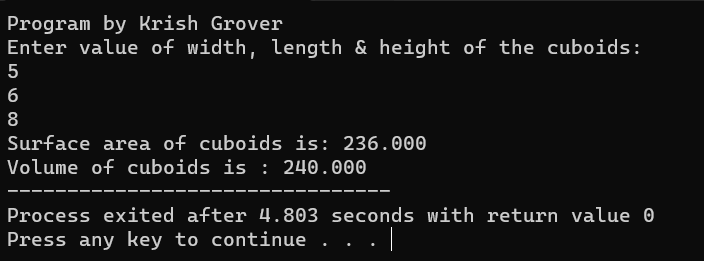 Program by Krish Grover
Enter value of width, length & height of the cuboids:
5
6
8
Surface area of cuboids is: 236.000
Volume of cuboids is : 240.000
--------------------------------
Process exited after 4.803 seconds with return value 0
Press any key to continue . . .